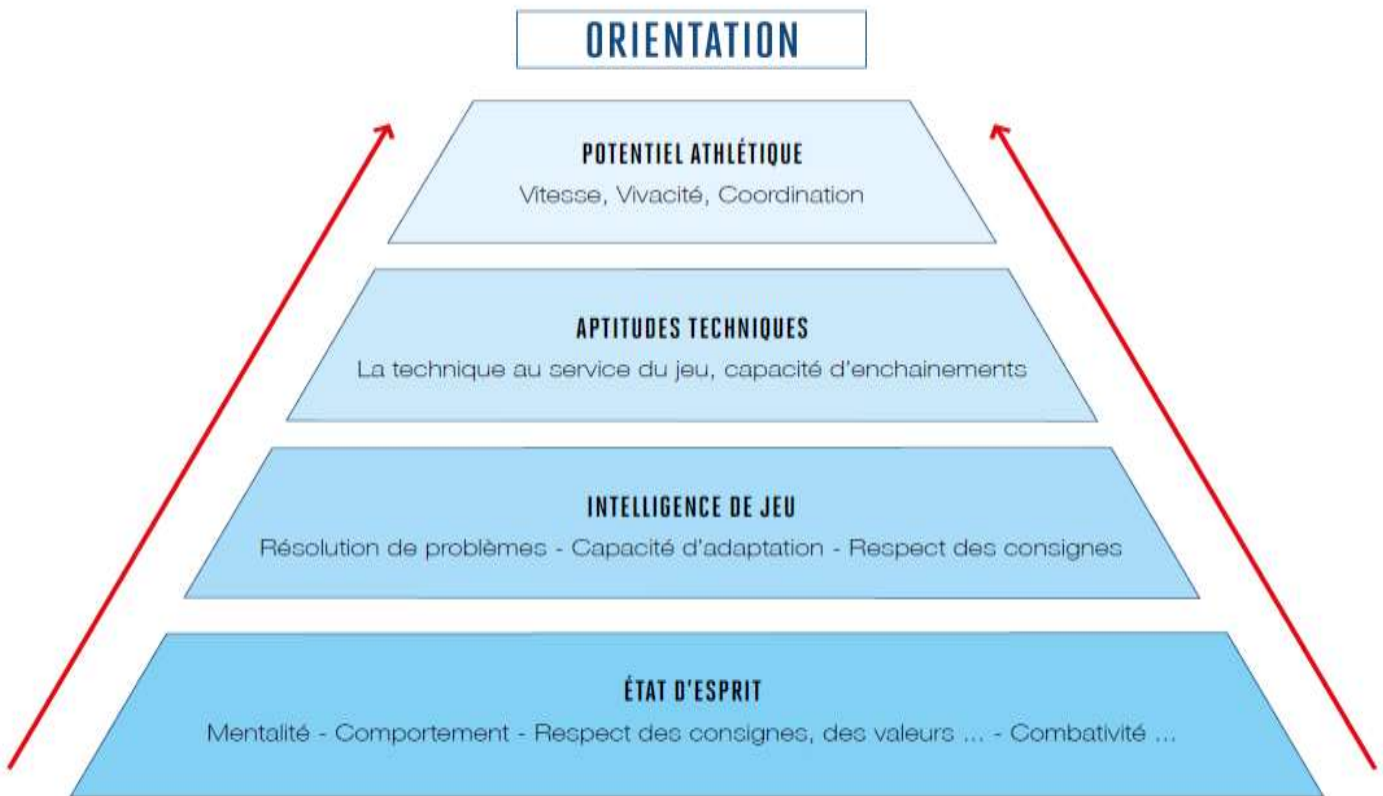 ORIENTATION
POTENTIEL ATHLÉTIQUE
Vitesse, Vivacité, Coordination
APTITUDES TECHNIQUES
La technique au service du jeu, capacité d'enchainements
INTELLIGENCE DE JEU
Résolution de problèmes - Capacité d'adaptation - Respect des consignes
ÉTAT D'ESPRIT
Mentalité - Comportement - Respect des consignes, des valeurs ... - Combativité ...